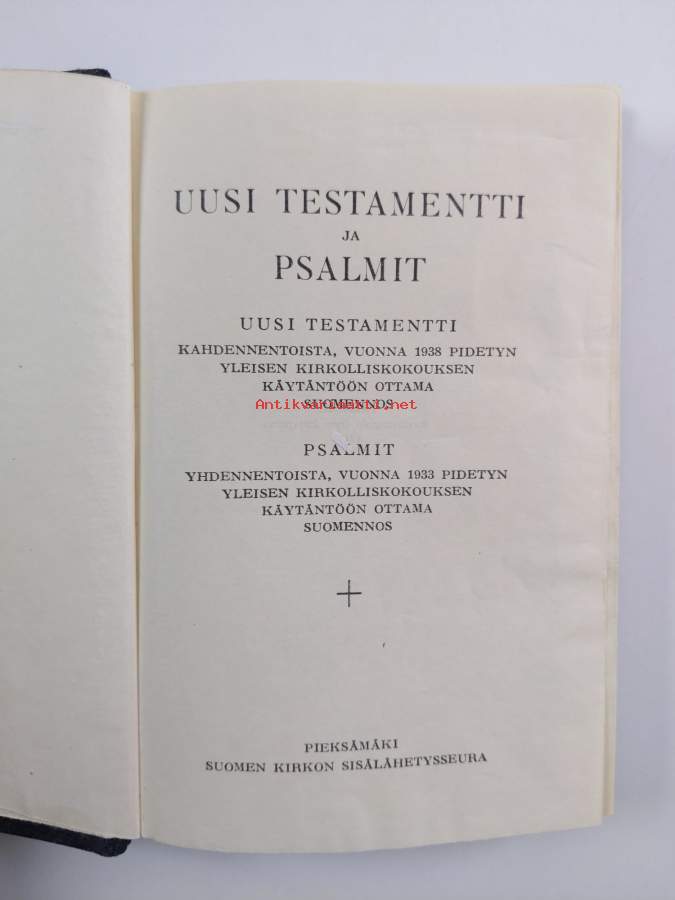 UUSI TESTAMENTTI
JA
PSALMIT
UUSI TESTAMENTTI
KAHDENNENTOISTA, VUONNA 1938 PIDETYN
YLEISEN KIRKOLLISKOKOUKSEN
KÄYTÄNTÖÖN OTTAMA
SUOMENNOS
Antikvariaatti.net
PSALMIT
YHDENNENTOISTA, VUONNA 1933 PIDETYN
YLEISEN KIRKOLLISKOKOUKSEN
KÄYTÄNTÖÖN OTTAMA
SUOMENNOS
PIEKSÄMÄKI
SUOMEN KIRKON SISÄLÄHETYSSEURA